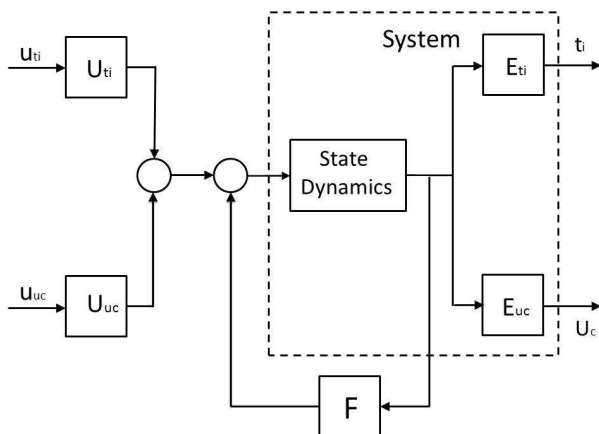 System
uti
Uti
Eti
ti
State
Dynamics
uuc
Uuc
Euc
Uc
F